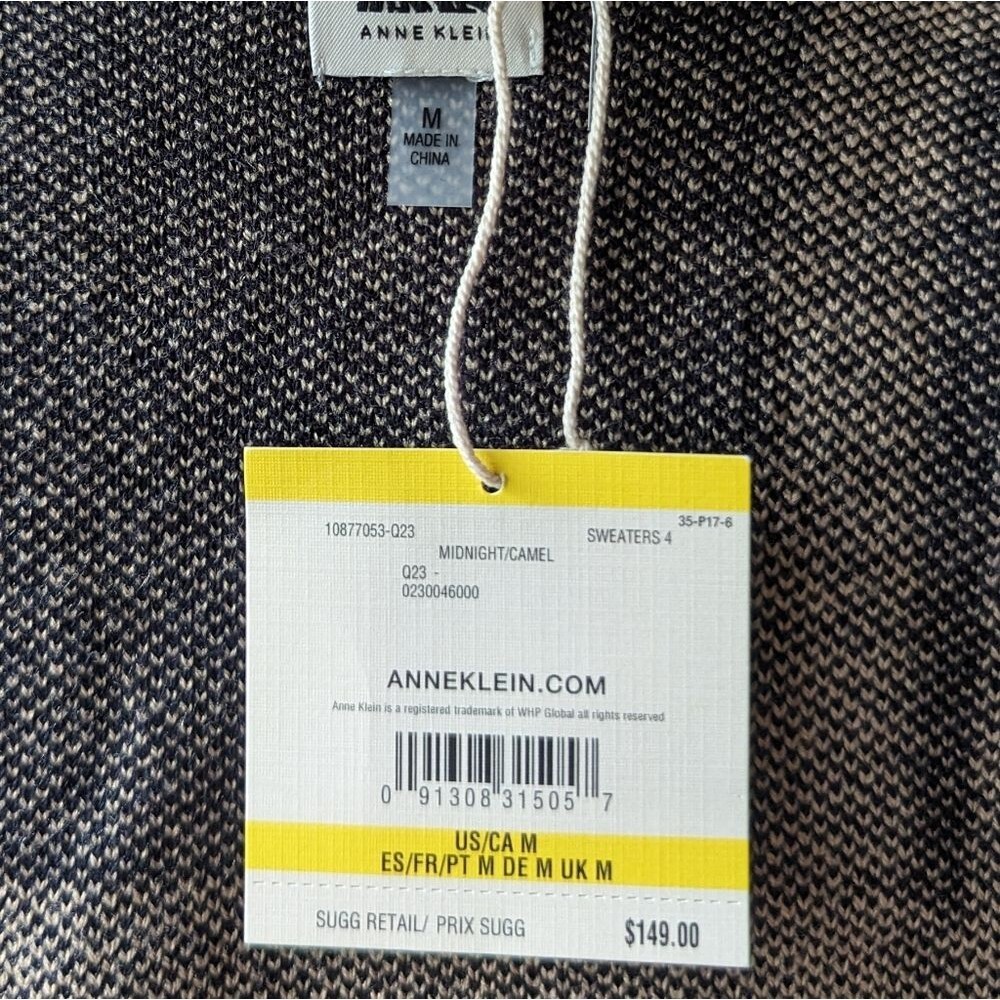 ANNE KLEIN
M
MADE IN
CHINA
35-P17-6
10877053-Q23 SWEATERS 4
MIDNIGHT/CAMEL
Q23 -
0230046000
ANNEKLEIN.COM
Anne Klein is a registered trademark of WHP Global all rights reserved
0 91308 31505 7
US/CA M
ES/FR/PT M DE M UK M
SUGG RETAIL/ PRIX SUGG $149.00